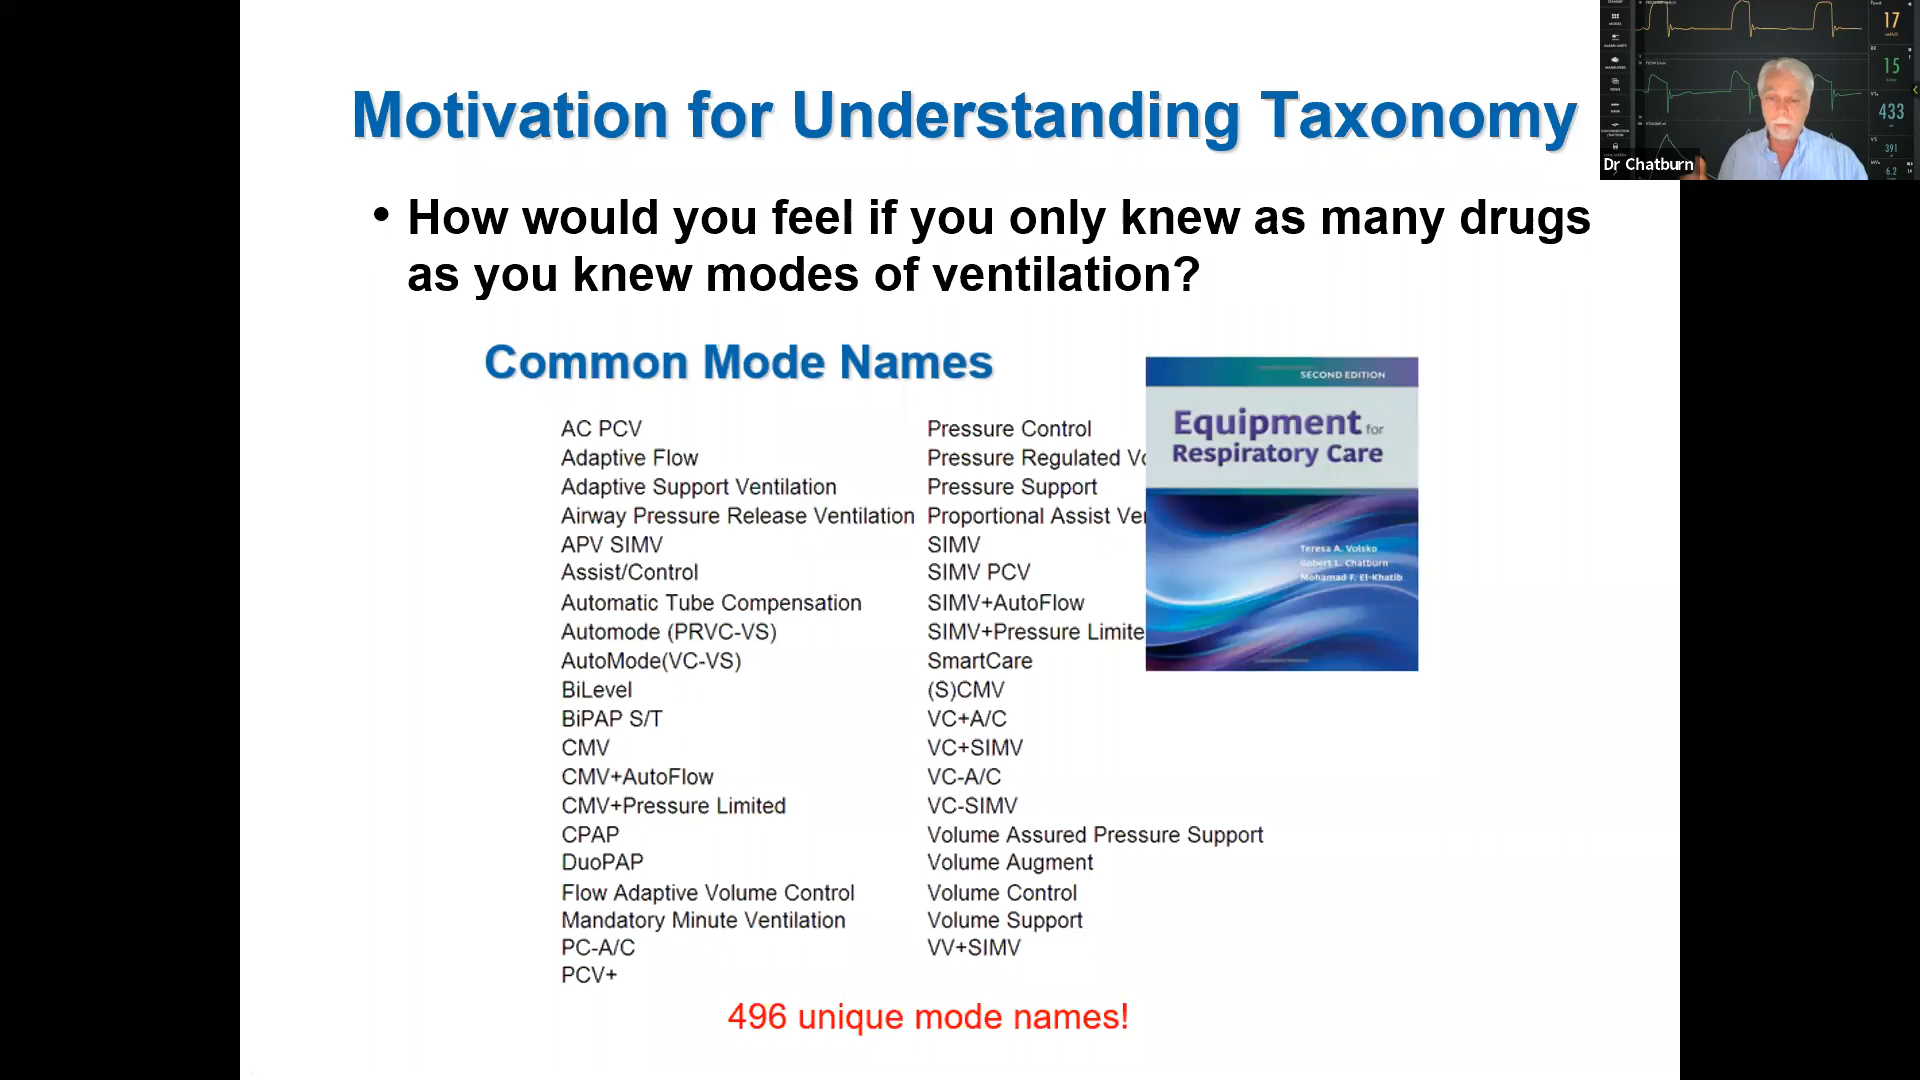 Motivation for Understanding Taxonomy
• How would you feel if you only knew as many drugs
as you knew modes of ventilation?
Common Mode Names
AC PCV
Adaptive Flow
Adaptive Support Ventilation
Airway Pressure Release Ventilation
APV SIMV
Assist/Control
Automatic Tube Compensation
Automode (PRVC-VS)
AutoMode(VC-VS)
BiLevel
BiPAP S/T
CMV
CMV+AutoFlow
CMV+Pressure Limited
CPAP
DuoPAP
Flow Adaptive Volume Control
Mandatory Minute Ventilation
PC-A/C
PCV+
Pressure Control
Pressure Regulated Vo
Pressure Support
Proportional Assist Ve
SIMV
SIMV PCV
SIMV+AutoFlow
SIMV+Pressure Limite
SmartCare
(S)CMV
VC+A/C
VC+SIMV
VC-A/C
VC-SIMV
Volume Assured Pressure Support
Volume Augment
Volume Control
Volume Support
VV+SIMV
SECOND EDITION
Equipment for
Respiratory Care
Teresa A. Volsko
Robert L. Chatburn
Mohamad F. El-Khatib
496 unique mode names!
17
15
433
391
6.2
Dr Chatburn